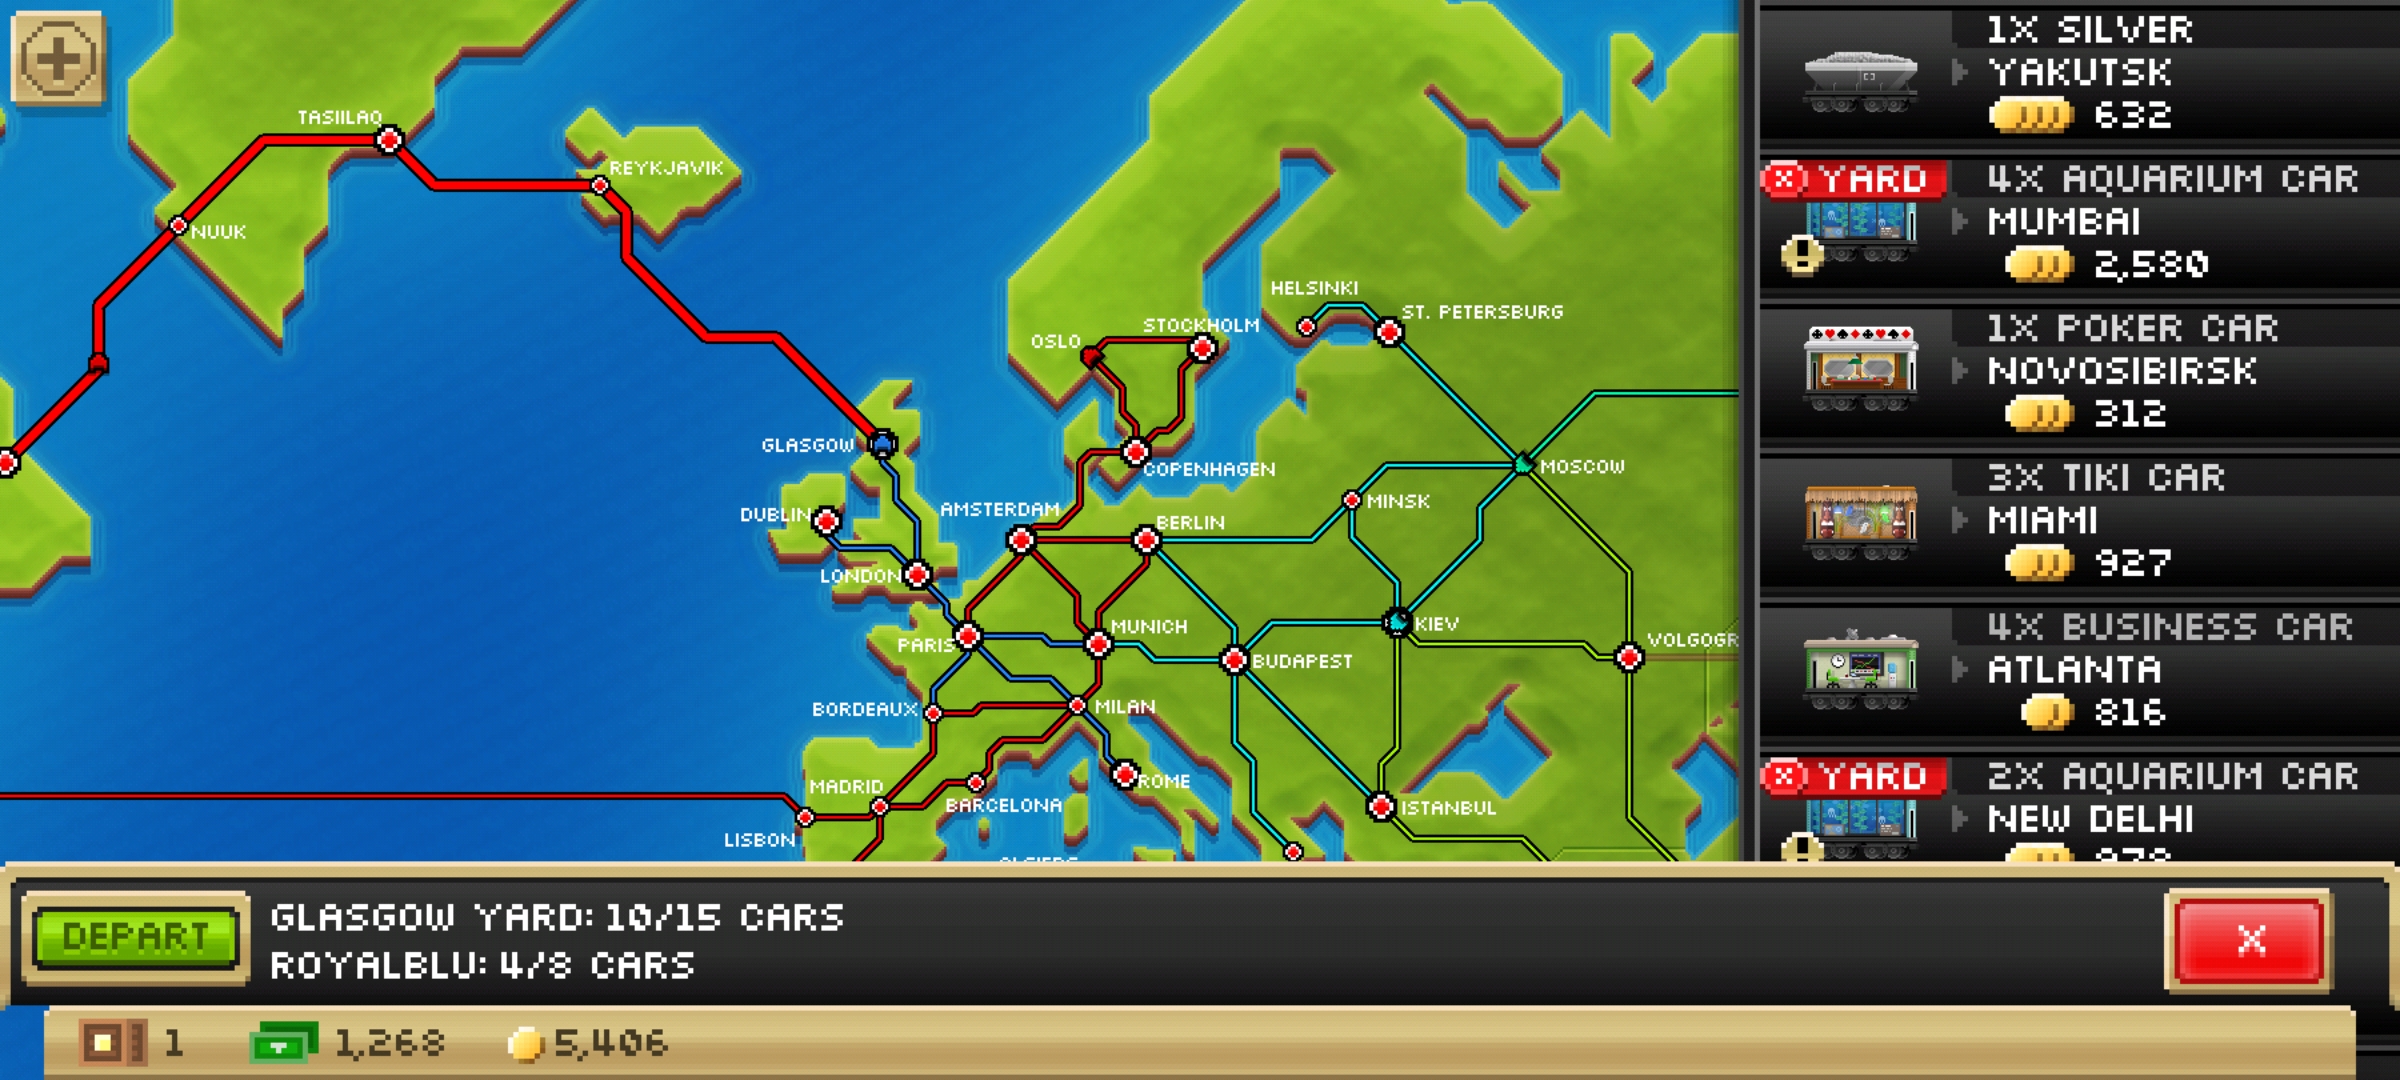 TASIILAQ
REYKJAVIK
NUUK
HELSINKI
ST. PETERSBURG
STOCKHOLM
OSLO
GLASGOW
COPENHAGEN
MOSCOW
MINSK
DUBLIN
AMSTERDAM
BERLIN
LONDON
KIEV
MUNICH
PARIS
VOLGOGR
BUDAPEST
BORDEAUX
MILAN
MADRID
ROME
BARCELONA
ISTANBUL
LISBON
1X SILVER
YAKUTSK
632
YARD
4X AQUARIUM CAR
MUMBAI
2,580
1X POKER CAR
NOVOSIBIRSK
312
3X TIKI CAR
MIAMI
927
4X BUSINESS CAR
ATLANTA
816
YARD
2X AQUARIUM CAR
NEW DELHI
DEPART
GLASGOW YARD: 10/15 CARS
ROYALBLU: 4/8 CARS
X
1
1,268
5,406